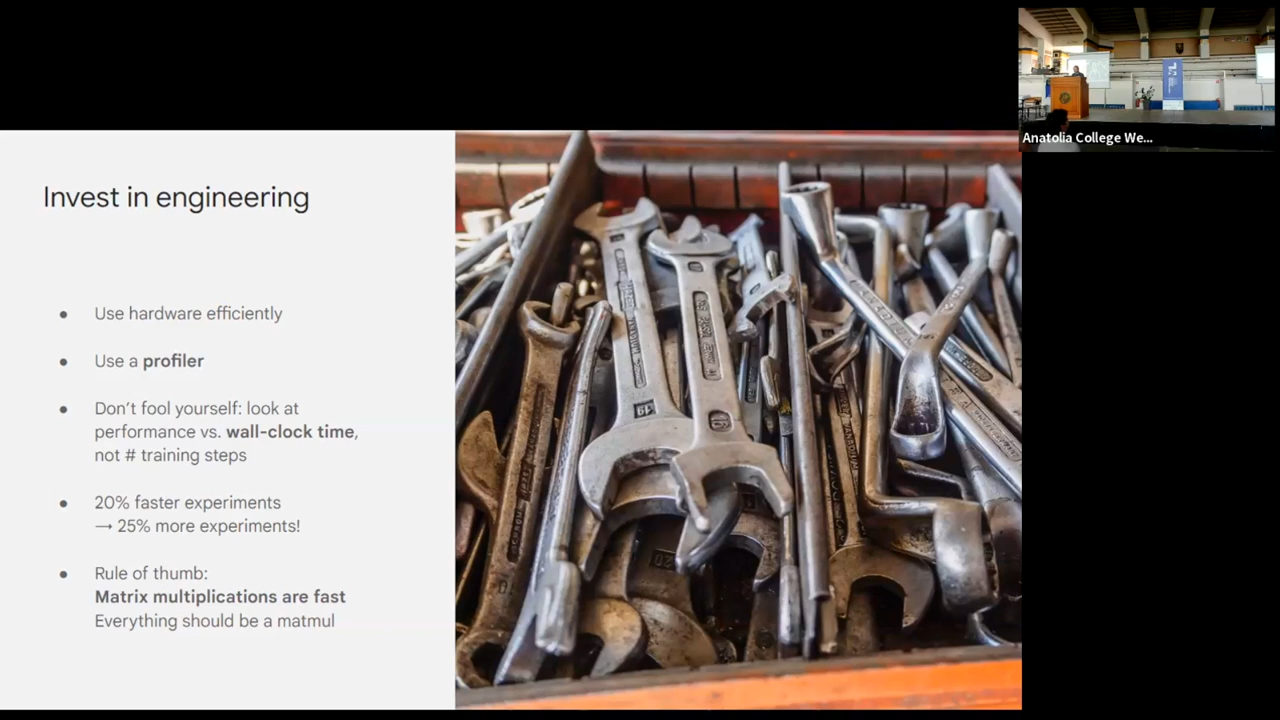 Anatolia College We...
Invest in engineering
● Use hardware efficiently
● Use a profiler
● Don't fool yourself: look at
performance vs. wall-clock time,
not # training steps
● 20% faster experiments
→ 25% more experiments!
● Rule of thumb:
Matrix multiplications are fast
Everything should be a matmul
19
16